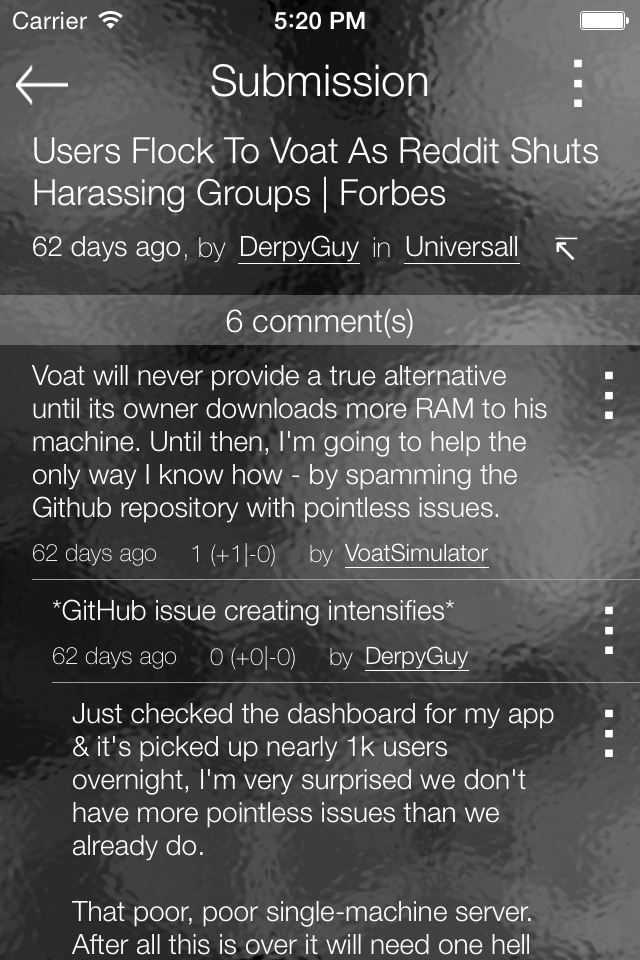 Carrier 5:20 PM
Submission
Users Flock To Voat As Reddit Shuts
Harassing Groups | Forbes
62 days ago, by DerpyGuy in Universall
6 comment(s)
Voat will never provide a true alternative
until its owner downloads more RAM to his
machine. Until then, I'm going to help the
only way I know how - by spamming the
Github repository with pointless issues.
62 days ago 1 (+1|-0) by VoatSimulator
*GitHub issue creating intensifies*
62 days ago 0 (+0|-0) by DerpyGuy
Just checked the dashboard for my app
& it's picked up nearly 1k users
overnight, I'm very surprised we don't
have more pointless issues than we
already do.
That poor, poor single-machine server.
After all this is over it will need one hell